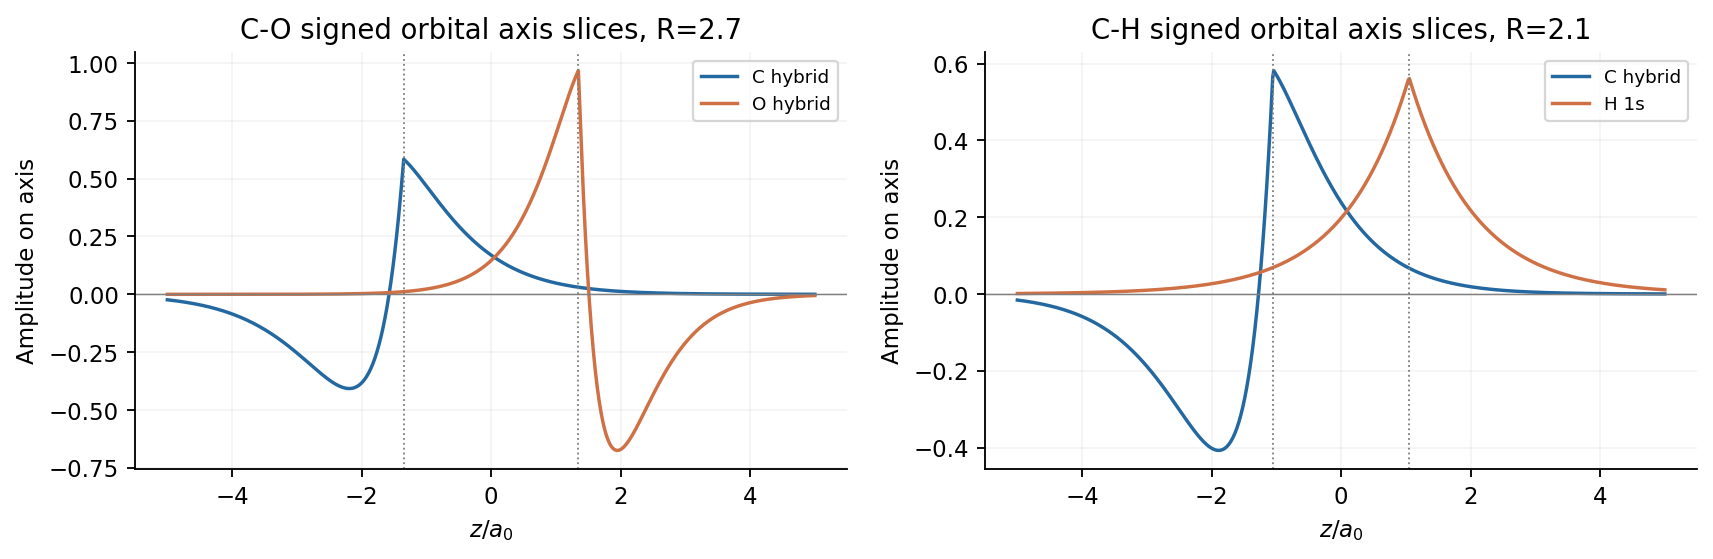 C-O signed orbital axis slices, R=2.7
1.00
0.75
0.50
0.25
0.00
−0.25
−0.50
−0.75
Amplitude on axis
−4
−2
0
2
4
z/a0
C hybrid
O hybrid
C-H signed orbital axis slices, R=2.1
0.6
0.4
0.2
0.0
−0.2
−0.4
Amplitude on axis
−4
−2
0
2
4
z/a0
C hybrid
H 1s